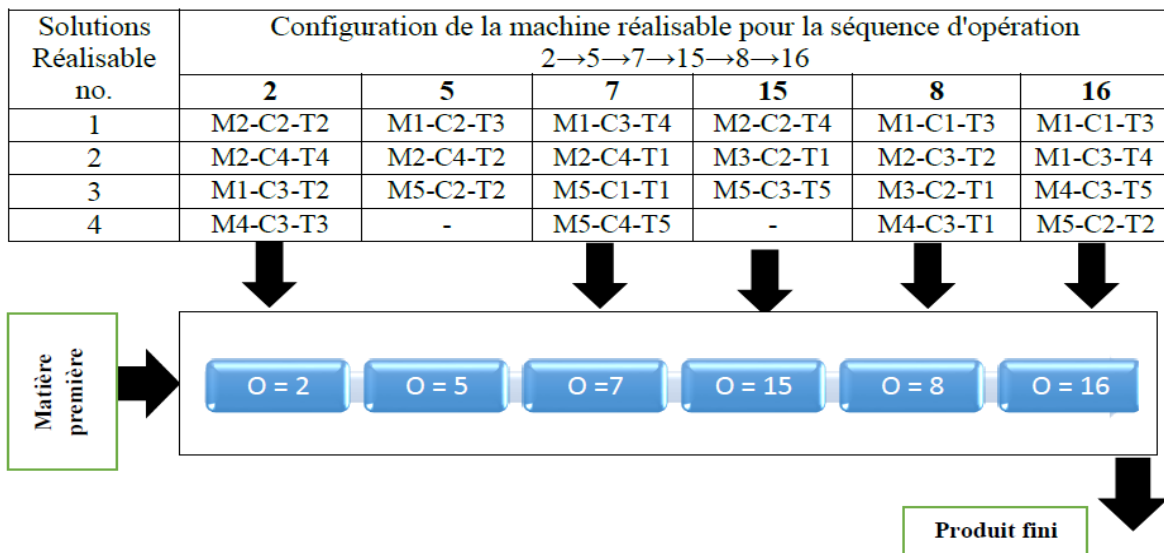 Solutions
Réalisable
no.
Configuration de la machine réalisable pour la séquence d'opération
2→5→7→15→8→16
2 5 7 15 8 16
1 M2-C2-T2 M1-C2-T3 M1-C3-T4 M2-C2-T4 M1-C1-T3 M1-C1-T3
2 M2-C4-T4 M2-C4-T2 M2-C4-T1 M3-C2-T1 M2-C3-T2 M1-C3-T4
3 M1-C3-T2 M5-C2-T2 M5-C1-T1 M5-C3-T5 M3-C2-T1 M4-C3-T5
4 M4-C3-T3 - M5-C4-T5 - M4-C3-T1 M5-C2-T2
Matière
première
O = 2 O = 5 O =7 O = 15 O = 8 O = 16
Produit fini